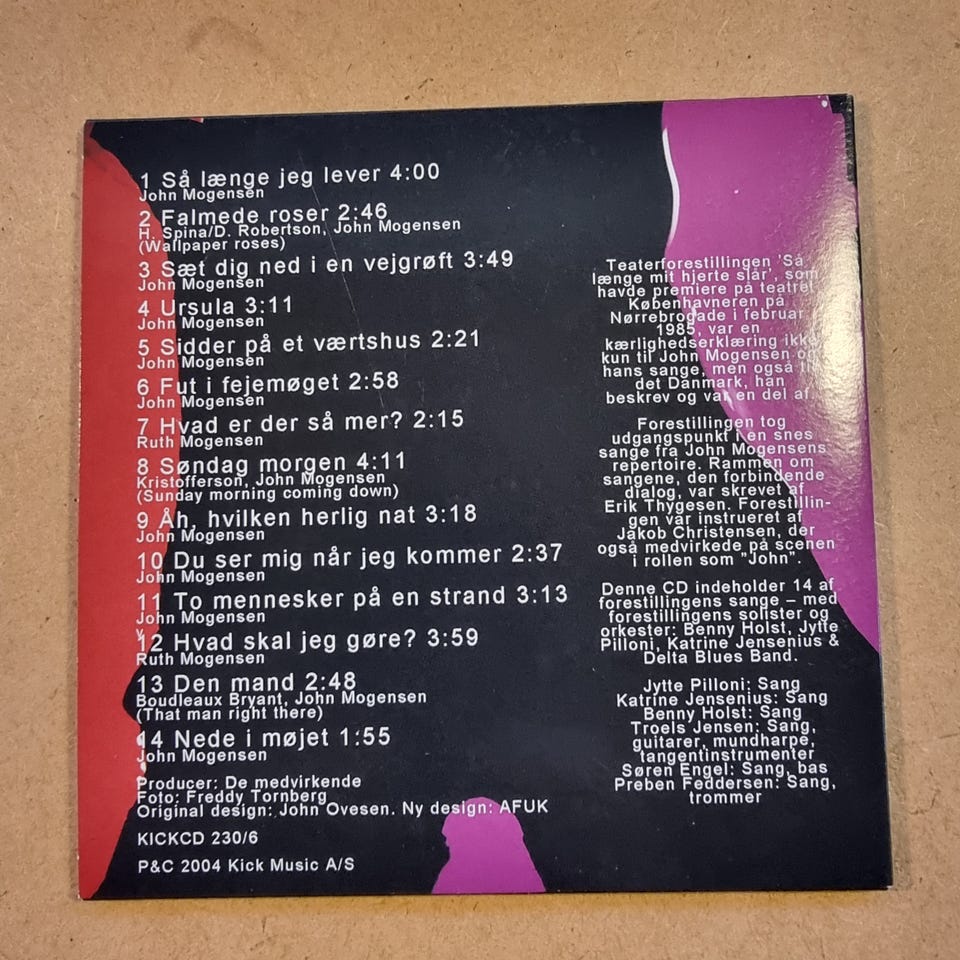 1 Så længe jeg lever 4:00
John Mogensen
2 Falmede roser 2:46
H. Spina/D. Robertson, John Mogensen
(Wallpaper roses)
3 Sæt dig ned i en vejgrøft 3:49
John Mogensen
4 Ursula 3:11
John Mogensen
5 Sidder på et værtshus 2:21
John Mogensen
6 Fut i fejemøget 2:58
John Mogensen
7 Hvad er der så mer? 2:15
Ruth Mogensen
8 Søndag morgen 4:11
Kristofferson, John Mogensen
(Sunday morning coming down)
9 Åh, hvilken herlig nat 3:18
John Mogensen
10 Du ser mig når jeg kommer 2:37
John Mogensen
11 To mennesker på en strand 3:13
John Mogensen
v
12 Hvad skal jeg gøre? 3:59
Ruth Mogensen
13 Den mand 2:48
Boudleaux Bryant, John Mogensen
(That man right there)
14 Nede i møjet 1:55
John Mogensen
Producer: De medvirkende
Foto: Freddy Tornberg
Original design: John Ovesen. Ny design: AFUK
KICKCD 230/6
P&C 2004 Kick Music A/S
Teaterforestillingen 'Så
længe mit hjerte slår', som
havde premiere på teatret
Københavneren på
Nørrebrogade i februar
1985, var en
kærlighedserklæring ikke
kun til John Mogensen og
hans sange, men også til
det Danmark, han
beskrev og var en del af.
Forestillingen tog
udgangspunkt i en snes
sange fra John Mogensens
repertoire. Rammen om
sangene, den forbindende
dialog, var skrevet af
Erik Thygesen. Forestillin-
gen var instrueret af
Jakob Christensen, der
også medvirkede på scenen
i rollen som "John".
Denne CD indeholder 14 af
forestillingens sange – med
forestillingens solister og
orkester: Benny Holst, Jytte
Pilloni, Katrine Jensenius &
Delta Blues Band.
Jytte Pilloni: Sang
Katrine Jensenius: Sang
Benny Holst: Sang
Troels Jensen: Sang,
guitarer, mundharpe,
tangentinstrumenter
Søren Engel: Sang, bas
Preben Feddersen: Sang,
trommer